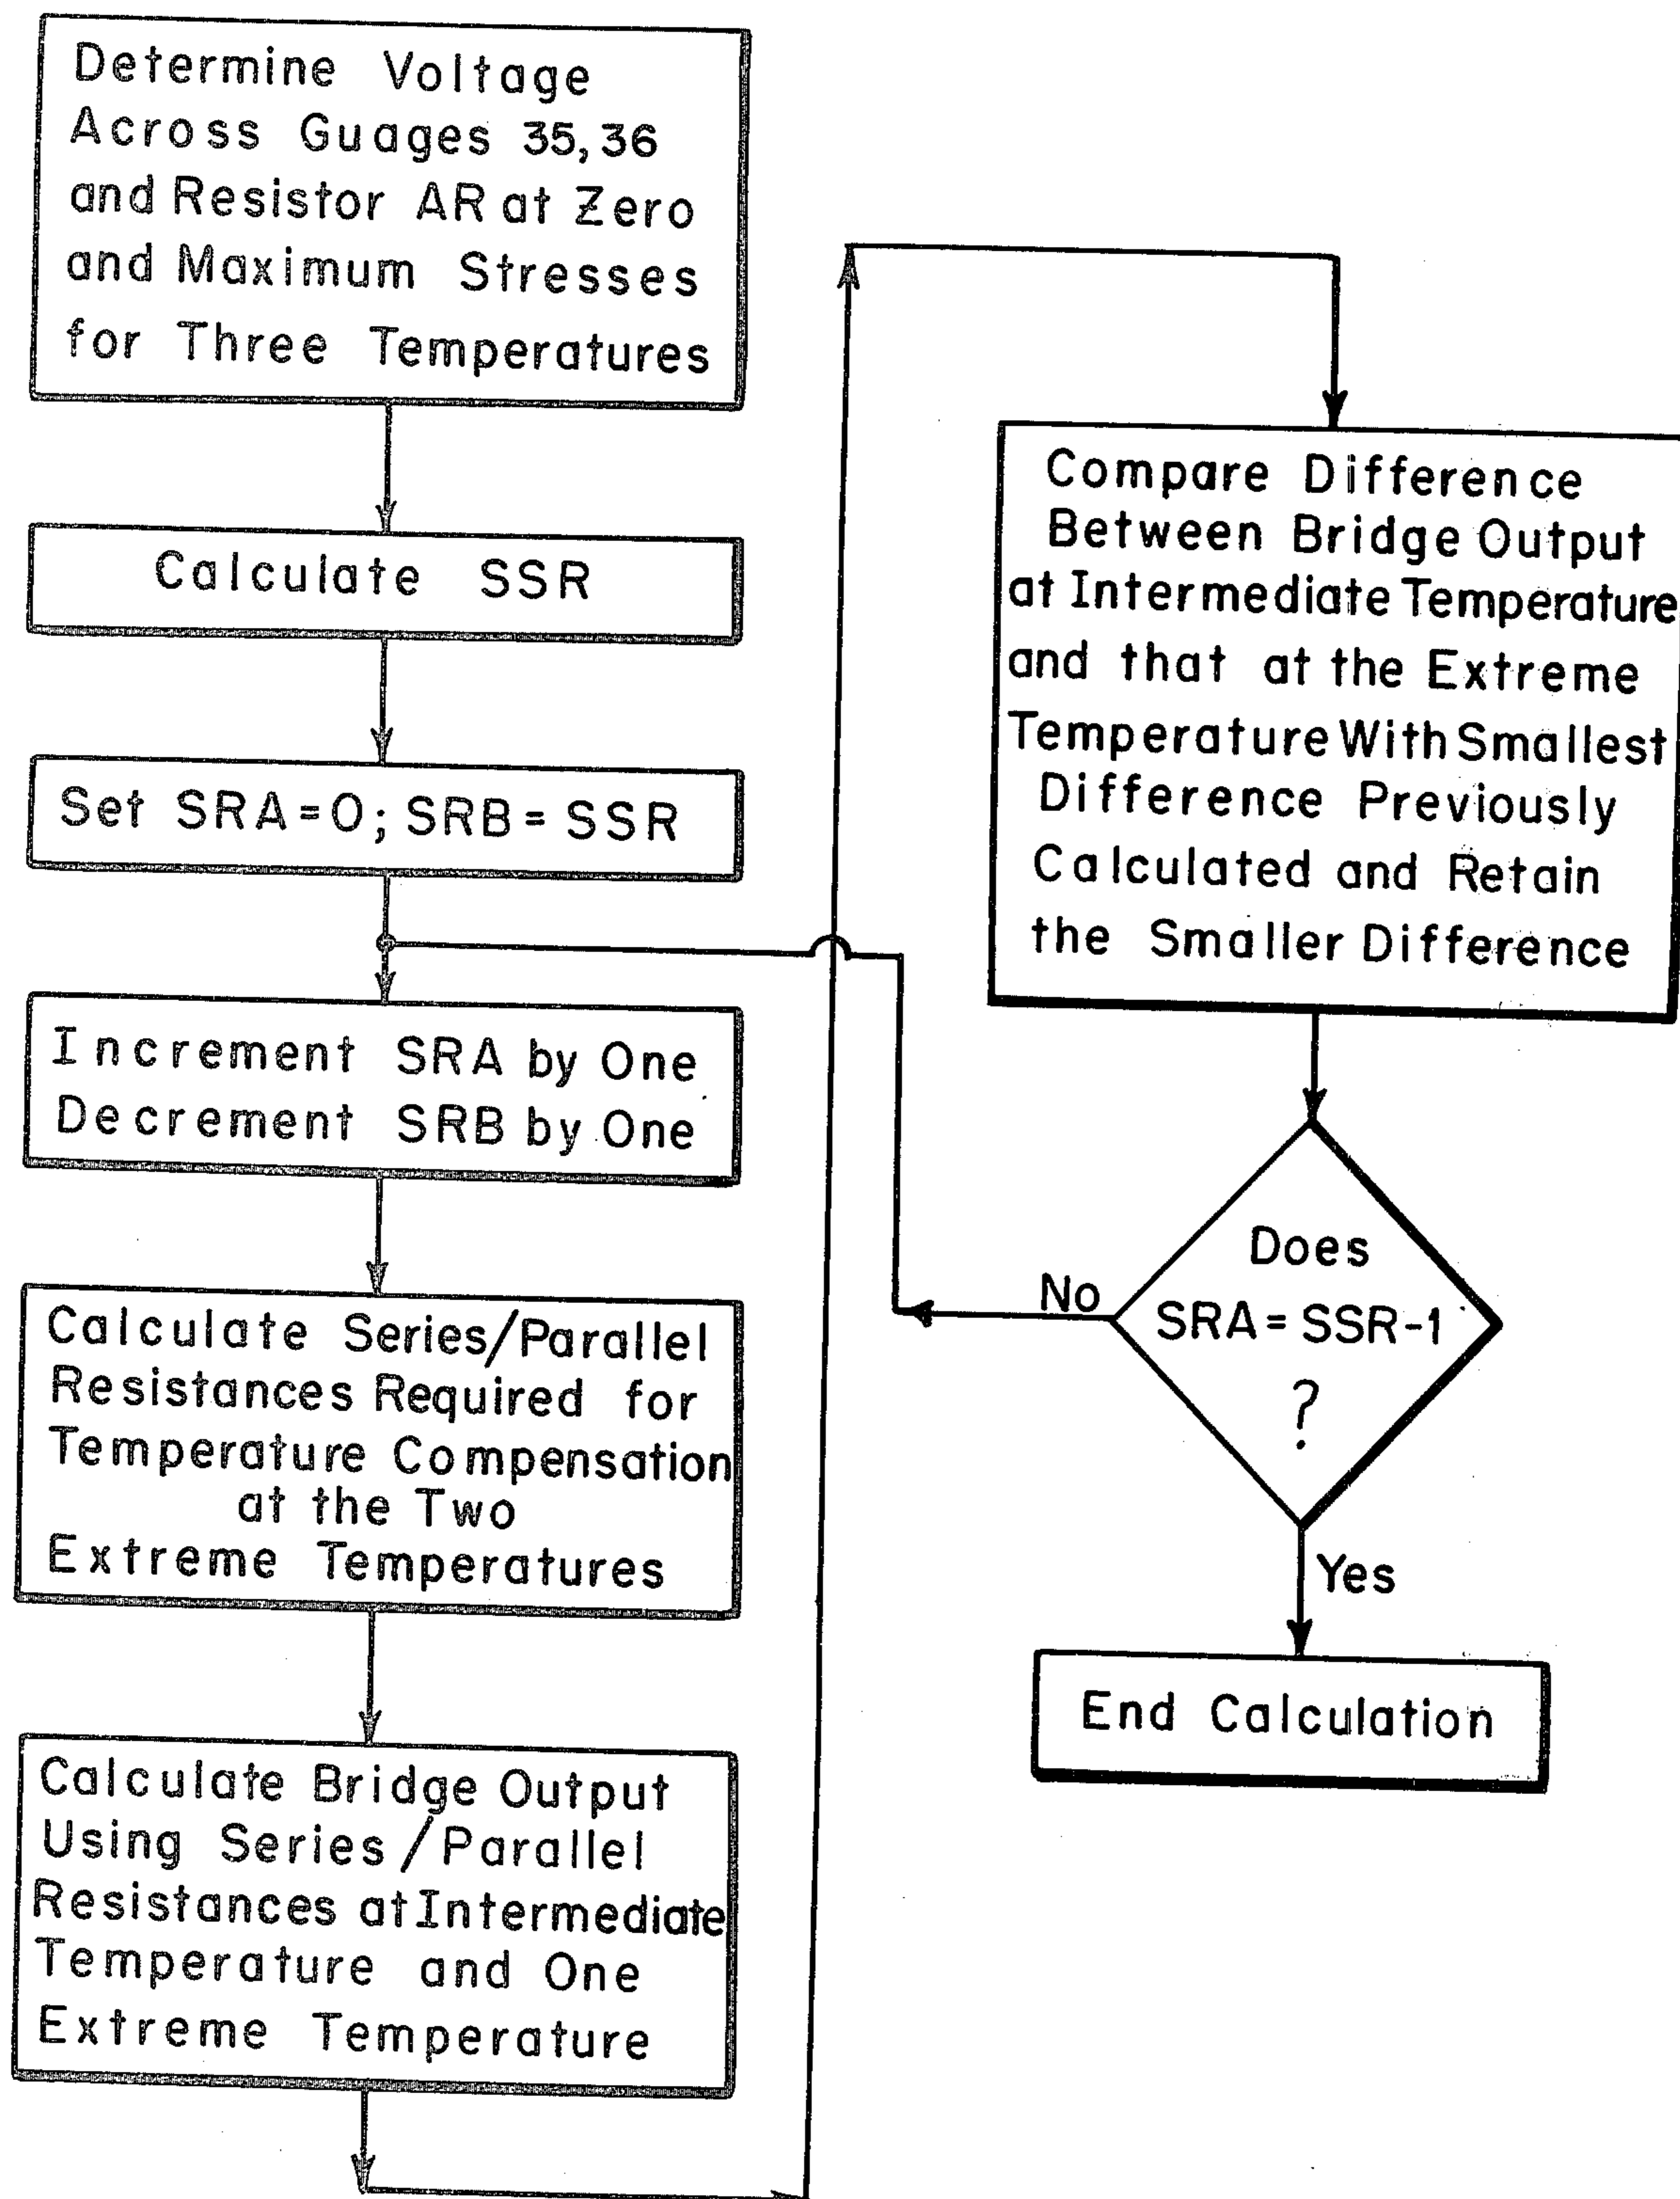 Determine Voltage
Across Guages 35,36
and Resistor AR at Zero
and Maximum Stresses
for Three Temperatures
Calculate SSR
Set SRA=0; SRB= SSR
Increment SRA by One
Decrement SRB by One
Calculate Series/Parallel
Resistances Required for
Temperature Compensation
at the Two
Extreme Temperatures
Calculate Bridge Output
Using Series/Parallel
Resistances at Intermediate
Temperature and One
Extreme Temperature
Compare Difference
Between Bridge Output
at Intermediate Temperature
and that at the Extreme
Temperature With Smallest
Difference Previously
Calculated and Retain
the Smaller Difference
Does
SRA= SSR-1
?
No
Yes
End Calculation